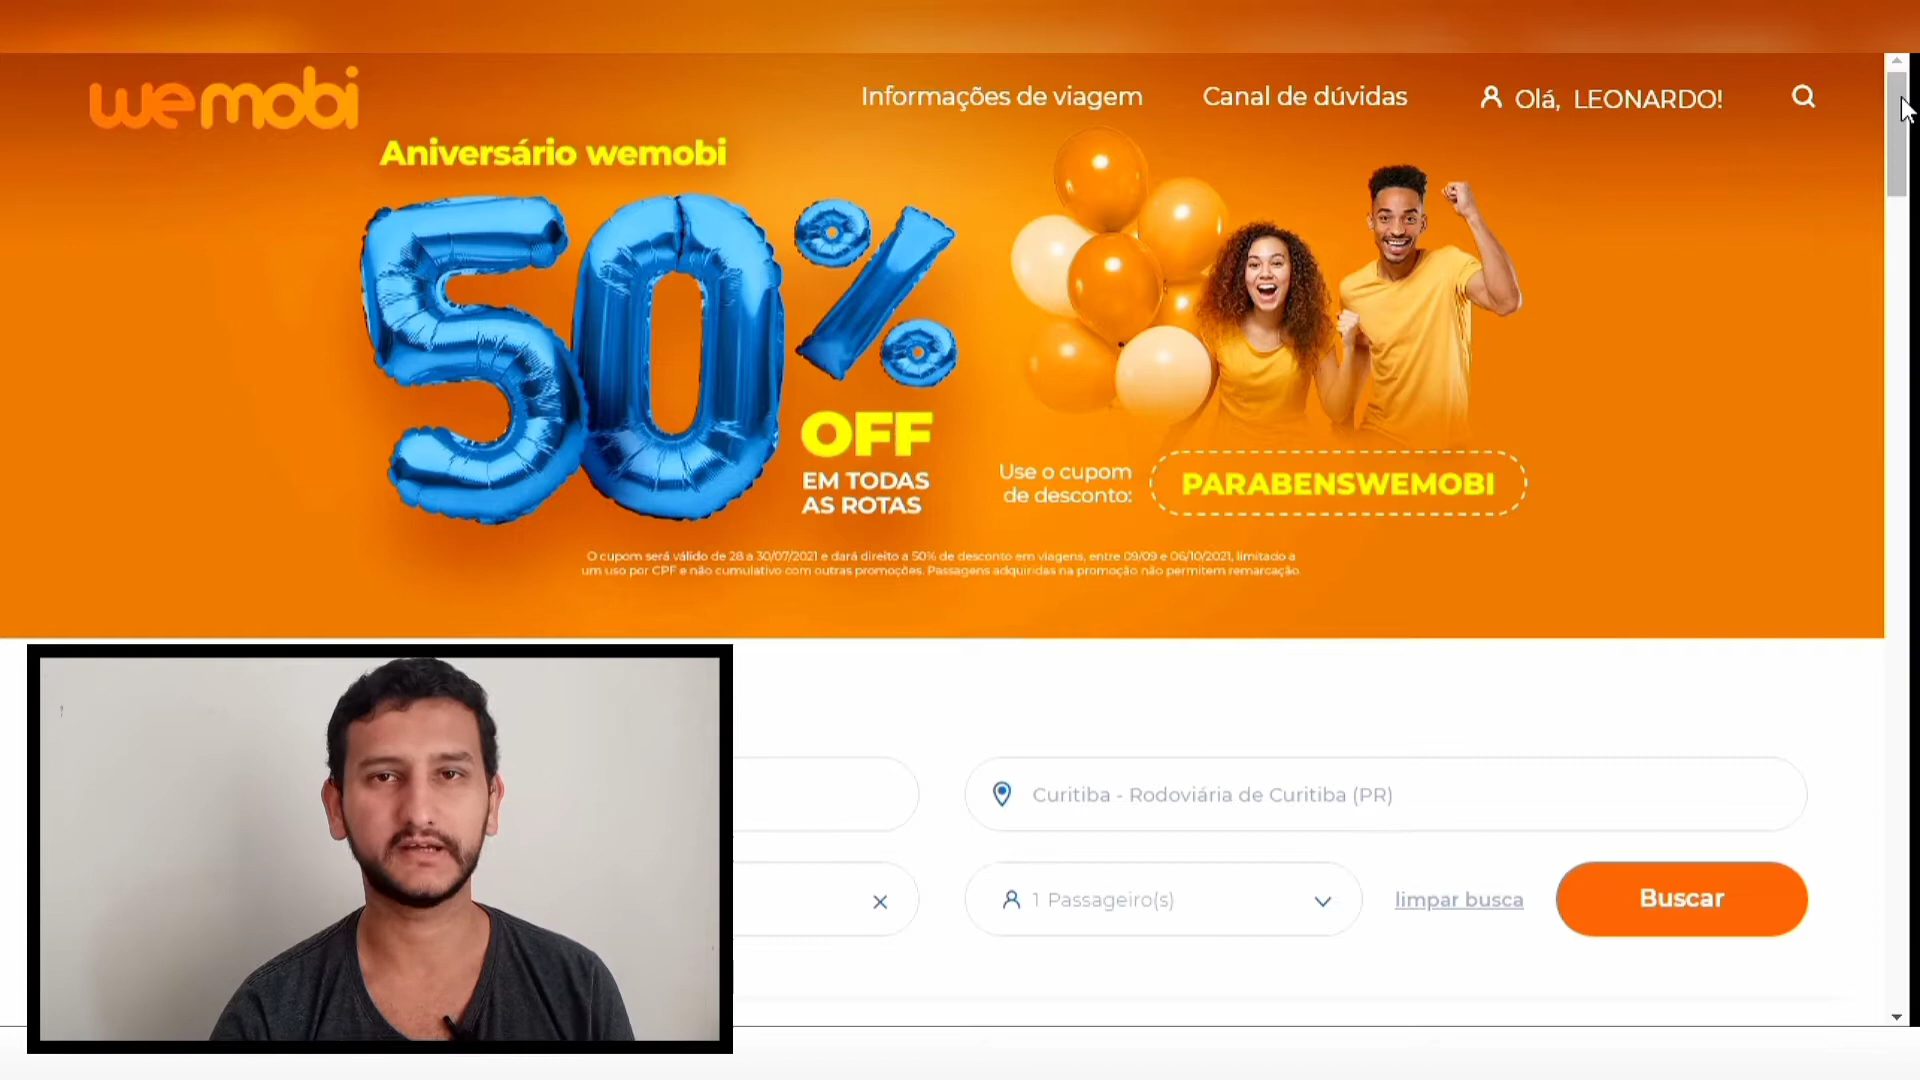 wemobi
Informações de viagem
Canal de dúvidas
Olá, LEONARDO!
Aniversário wemobi
50%
OFF
EM TODAS
AS ROTAS
Use o cupom
de desconto:
PARABENSWEMOBI
O cupom será válido de 28 a 30/07/2021 e dará direito a 50% de desconto em viagens, entre 09/09 e 06/10/2021, limitado a
um uso por CPF e não cumulativo com outras promoções. Passagens adquiridas na promoção não permitem remarcação.
Curitiba - Rodoviária de Curitiba (PR)
1 Passageiro(s)
limpar busca
Buscar